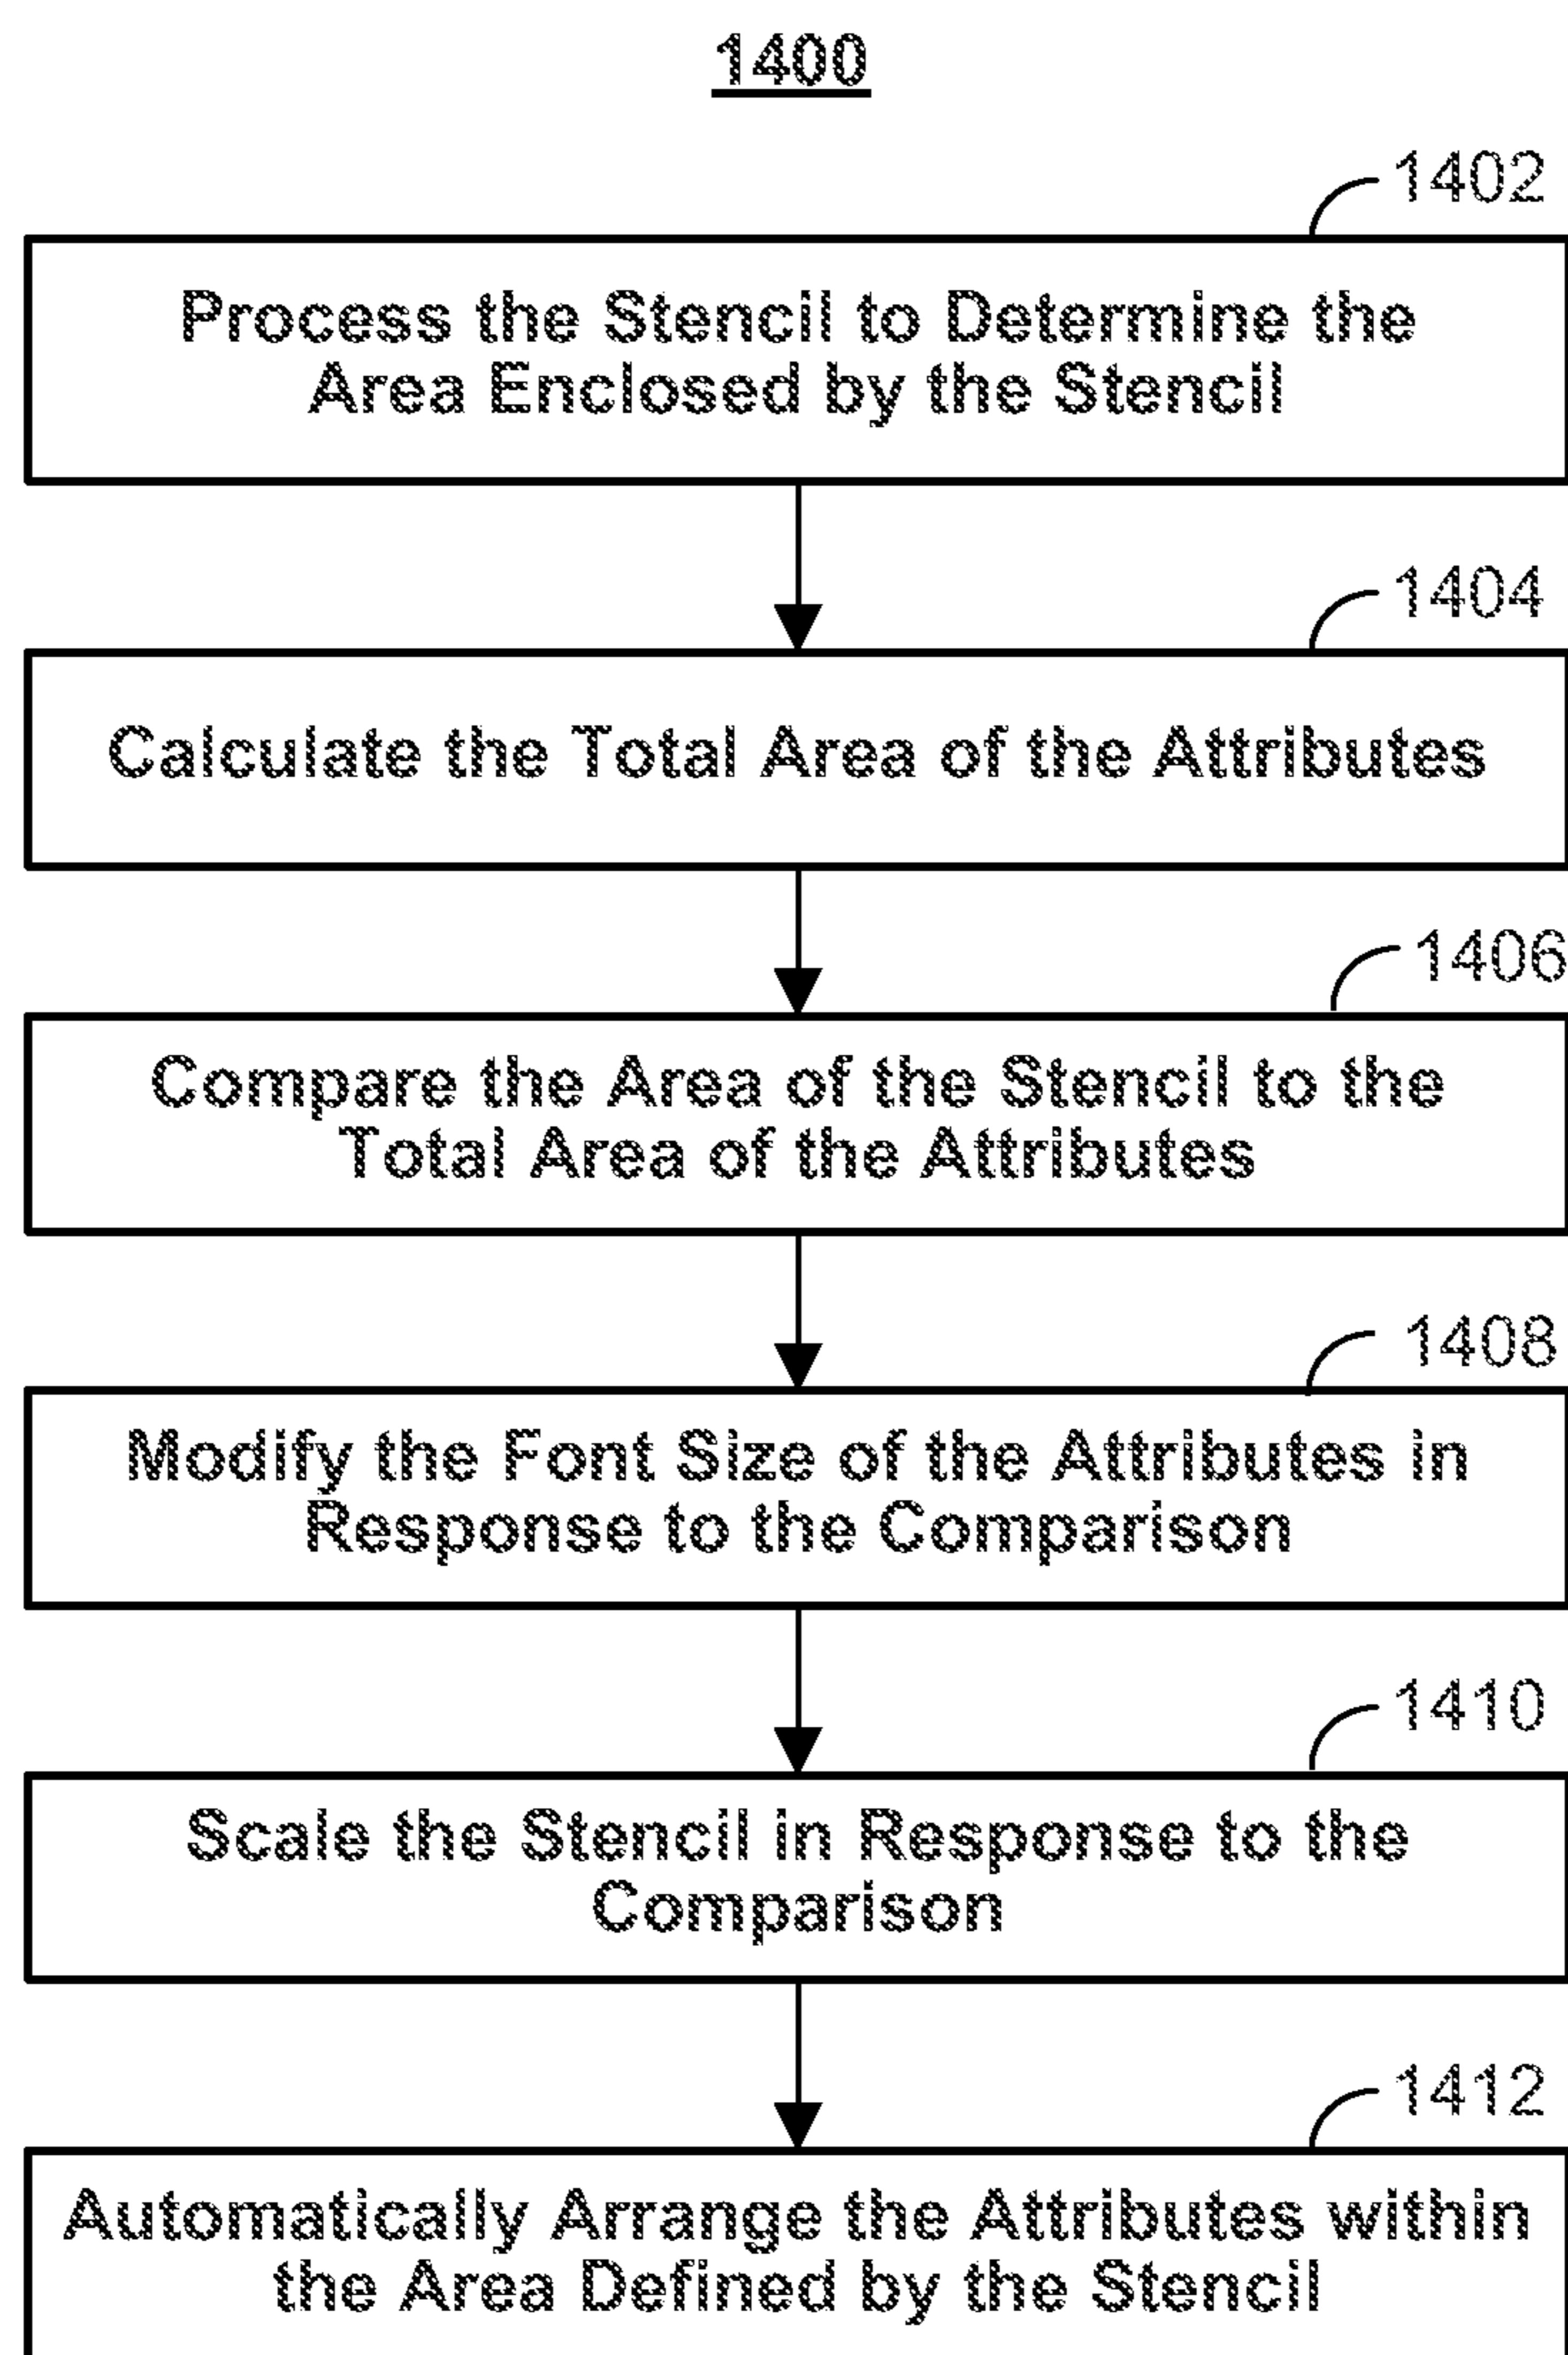 1400
1402
Process the Stencil to Determine the
Area Enclosed by the Stencil
1404
Calculate the Total Area of the Attributes
1406
Compare the Area of the Stencil to the
Total Area of the Attributes
1408
Modify the Font Size of the Attributes in
Response to the Comparison
1410
Scale the Stencil in Response to the
Comparison
1412
Automatically Arrange the Attributes within
the Area Defined by the Stencil